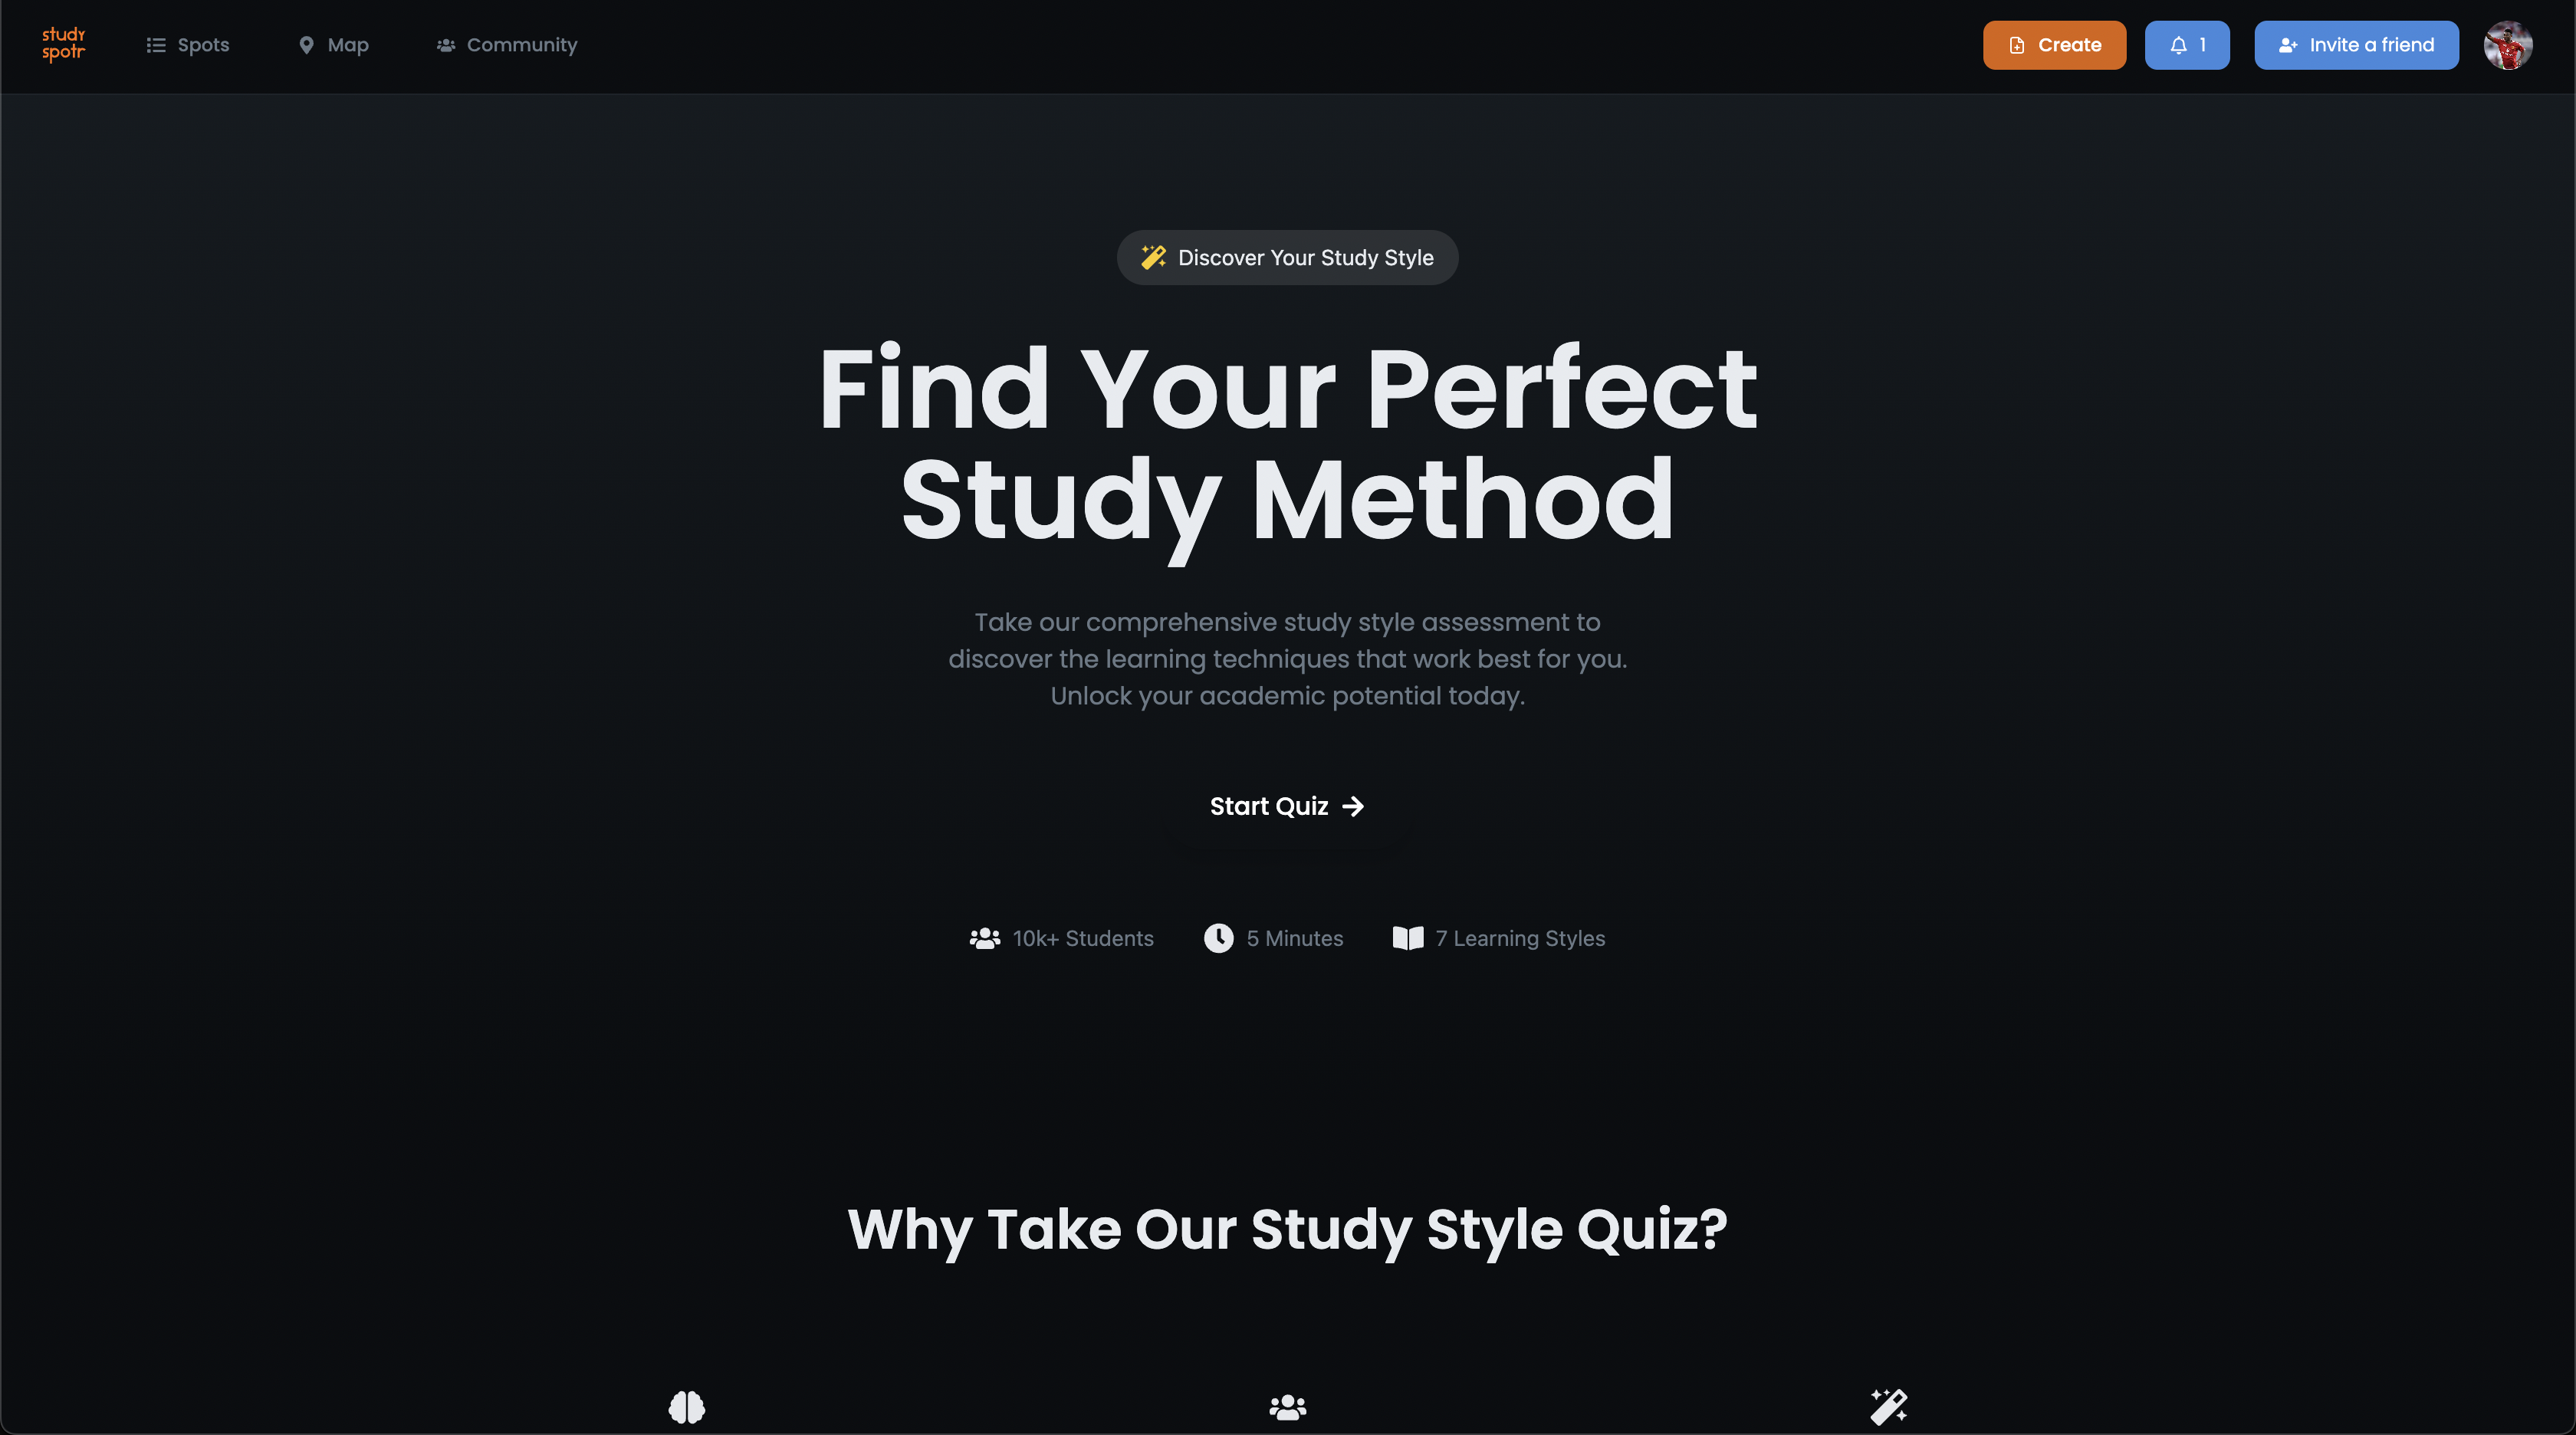 study
spotr
Spots
Map
Community
Create
1
Invite a friend
Discover Your Study Style
Find Your Perfect
Study Method
Take our comprehensive study style assessment to
discover the learning techniques that work best for you.
Unlock your academic potential today.
Start Quiz
10k+ Students
5 Minutes
7 Learning Styles
Why Take Our Study Style Quiz?